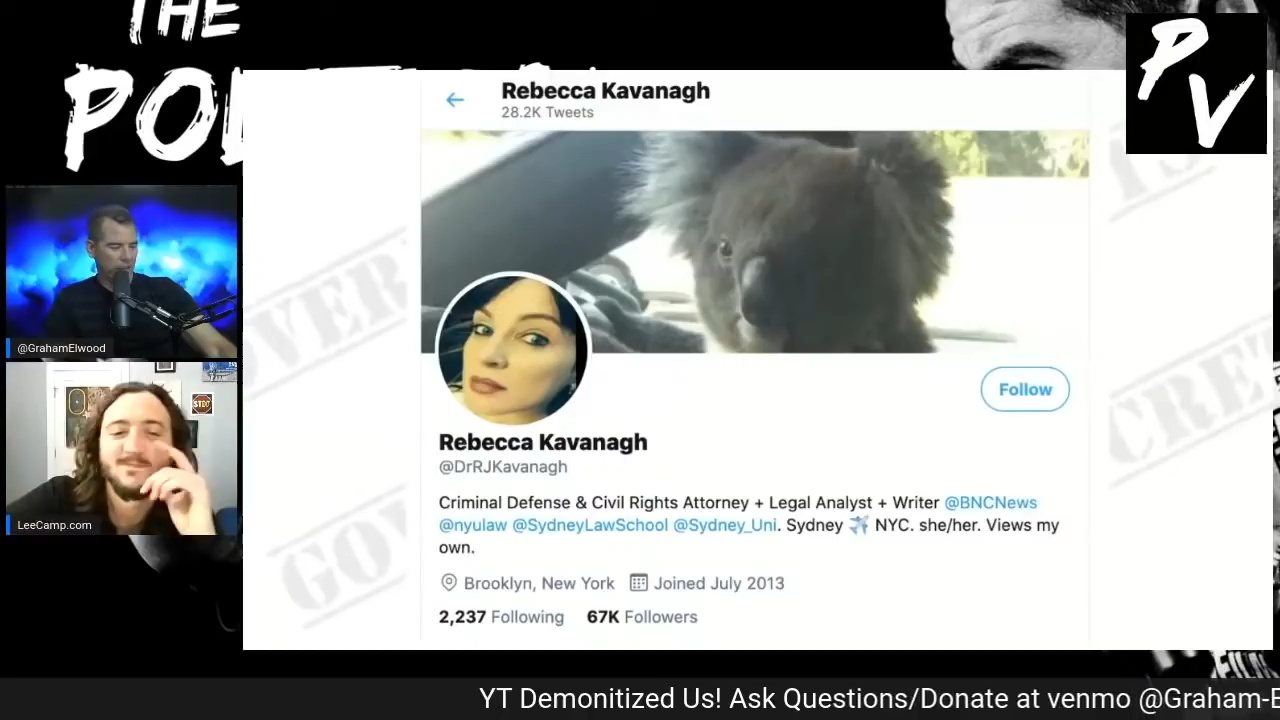 THE
PO
PV
Rebecca Kavanagh
28.2K Tweets
@GrahamElwood
LeeCamp.com
STOP
Follow
Rebecca Kavanagh
@DrRJKavanagh
Criminal Defense & Civil Rights Attorney + Legal Analyst + Writer @BNCNews
@nyulaw @SydneyLawSchool @Sydney_Uni. Sydney ✈️ NYC. she/her. Views my
own.
Brooklyn, New York Joined July 2013
2,237 Following 67K Followers
YT Demonitized Us! Ask Questions/Donate at venmo @Graham-E